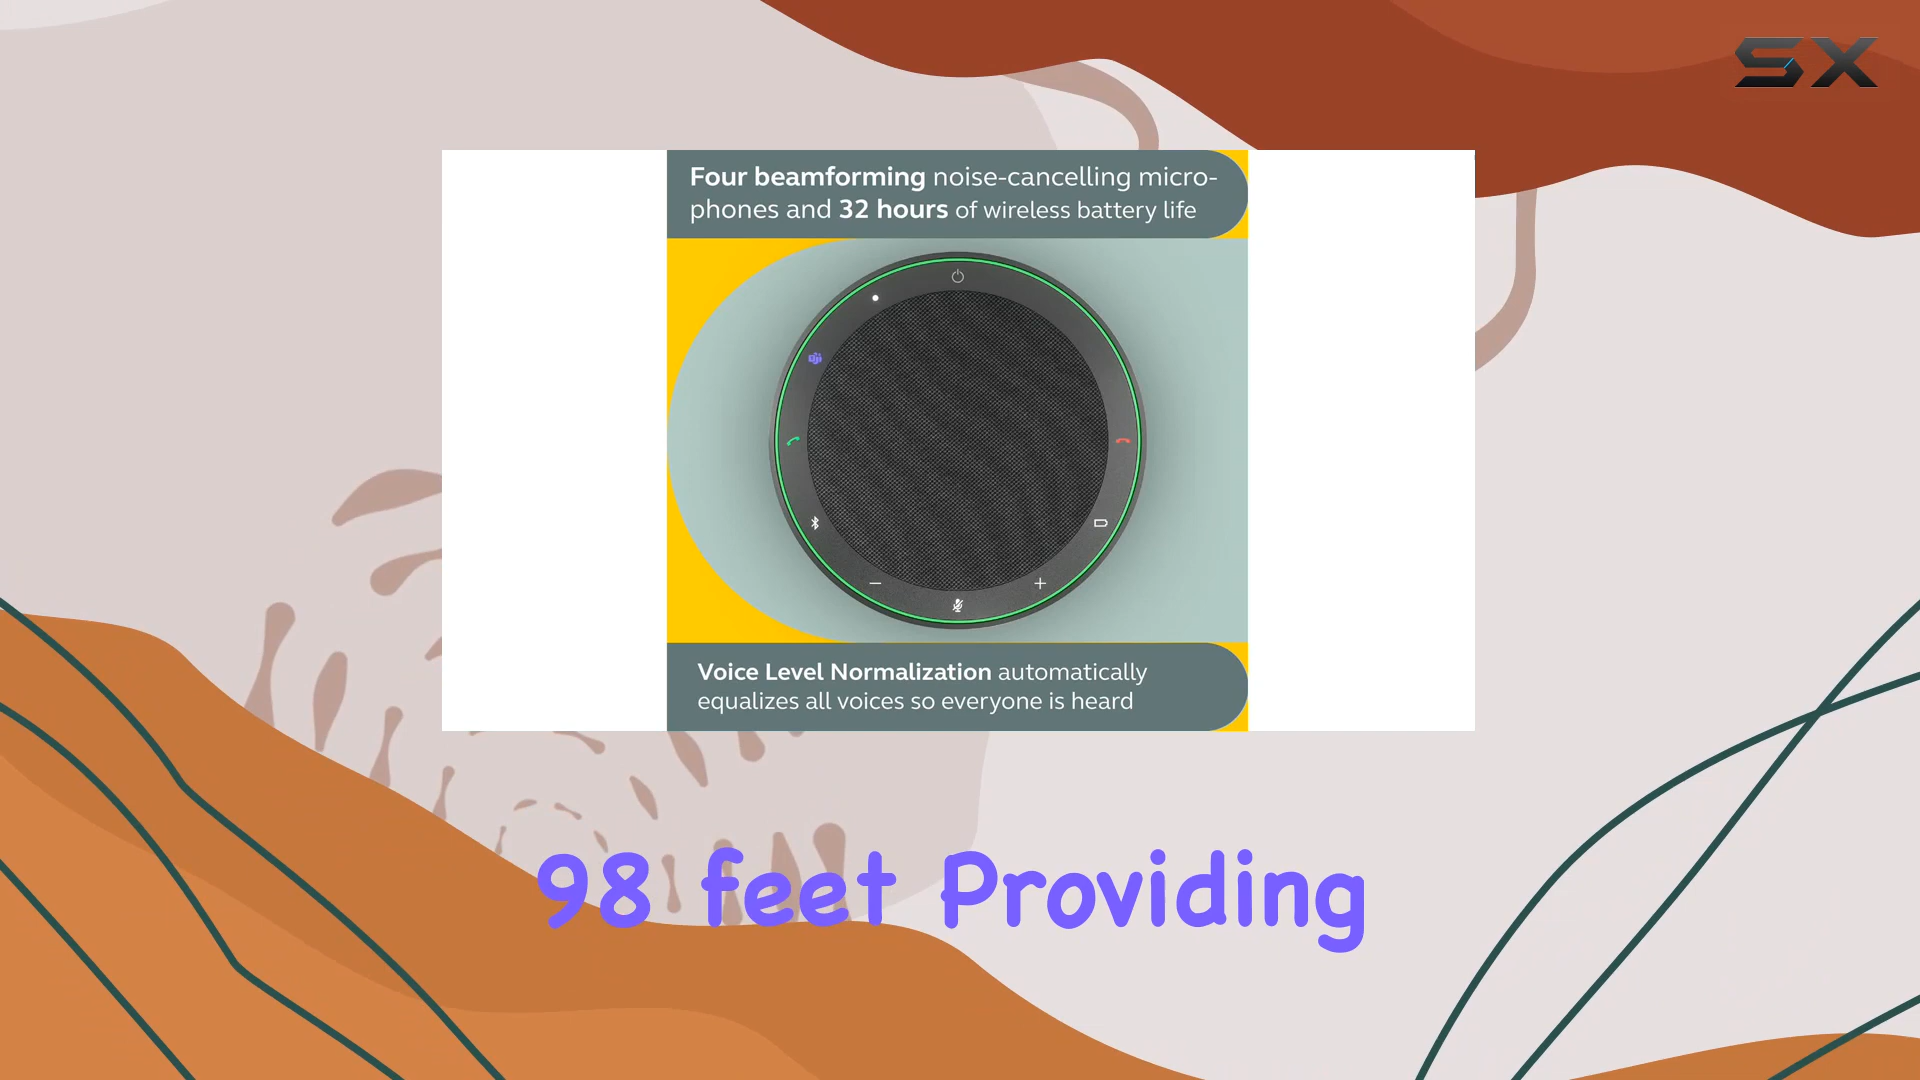 SX
Four beamforming noise-cancelling micro-
phones and 32 hours of wireless battery life
Voice Level Normalization automatically
equalizes all voices so everyone is heard
98 feet Providing